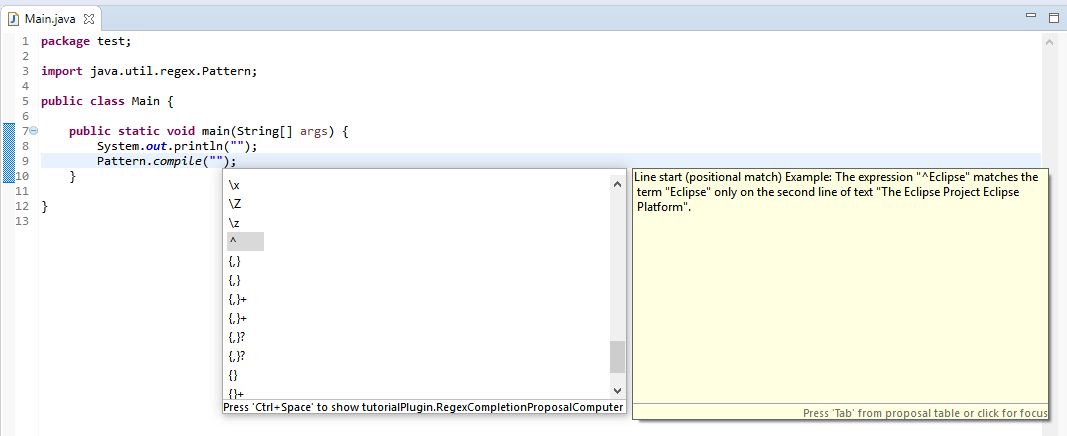 Main.java
1 package test;
2
3 import java.util.regex.Pattern;
4
5 public class Main {
6
7 public static void main(String[] args) {
8 System.out.println("");
9 Pattern.compile("");
10 }
11
12 }
13
\x
\Z
\z
^
{,}
{,}
{,}+
{,}+
{,}?
{,}?
{}
{}+
Press 'Ctrl+Space' to show tutorialPlugin.RegexCompletionProposalComputer
Line start (positional match) Example: The expression "^Eclipse" matches the
term "Eclipse" only on the second line of text "The Eclipse Project Eclipse
Platform".
Press 'Tab' from proposal table or click for focus